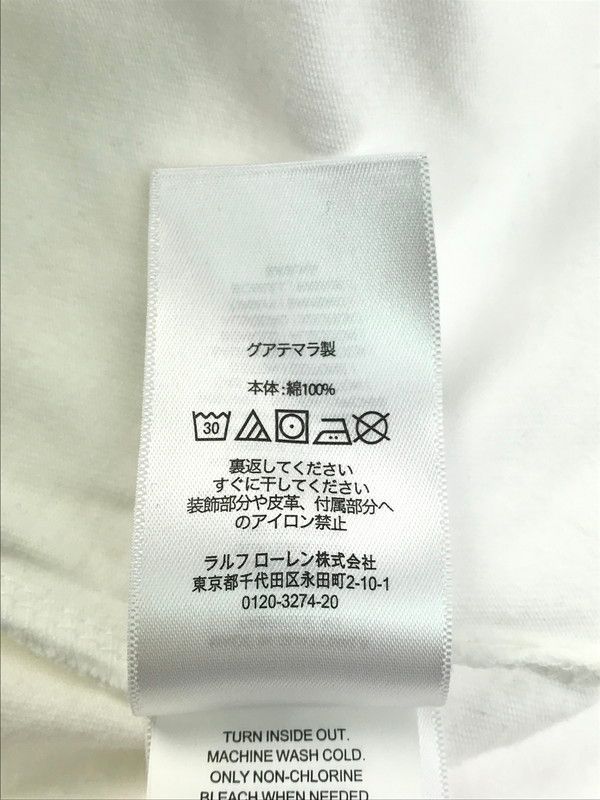 グアテマラ製
本体:綿100%
30
裏返してください
すぐに干してください
装飾部分や皮革、付属部分へ
のアイロン禁止
ラルフ ローレン株式会社
東京都千代田区永田町2-10-1
0120-3274-20
TURN INSIDE OUT.
MACHINE WASH COLD.
ONLY NON-CHLORINE
BLEACH WHEN NEEDED.